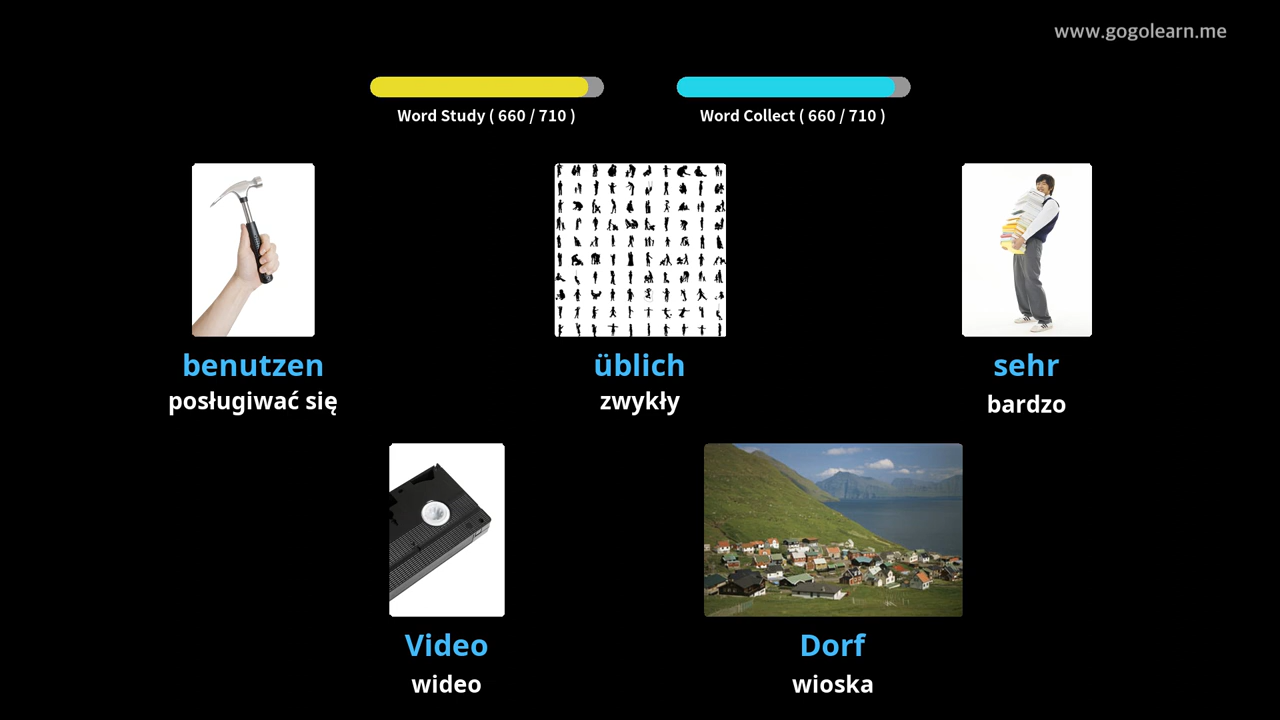 www.gogolearn.me
Word Study ( 660 / 710 )
Word Collect ( 660 / 710 )
benutzen
posługiwać się
üblich
zwykły
sehr
bardzo
Video
wideo
Dorf
wioska